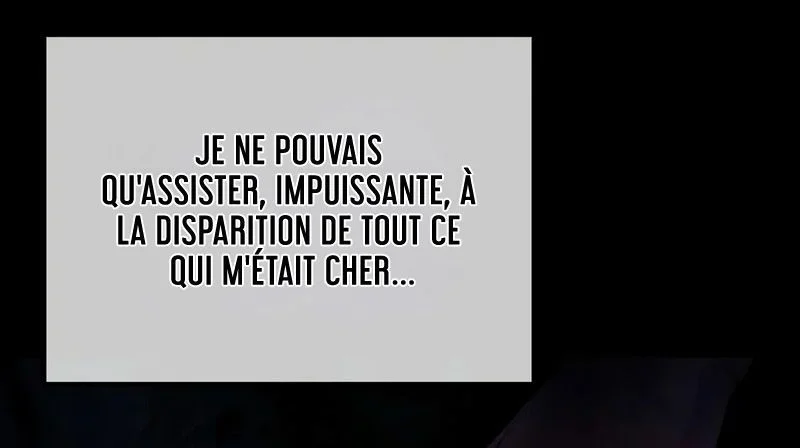 JE NE POUVAIS
QU'ASSISTER, IMPUISSANTE, À
LA DISPARITION DE TOUT CE
QUI M'ÉTAIT CHER...